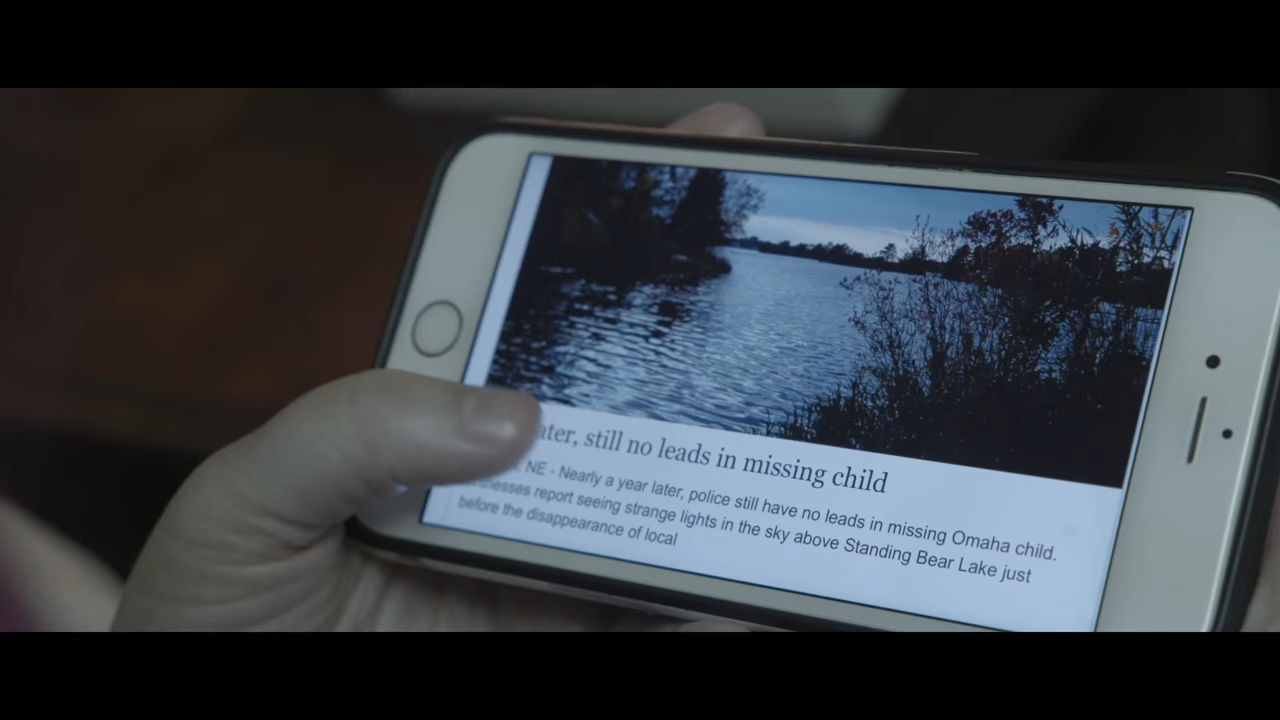 ater, still no leads in missing child
NE - Nearly a year later, police still have no leads in missing Omaha child.
nesses report seeing strange lights in the sky above Standing Bear Lake just
before the disappearance of local